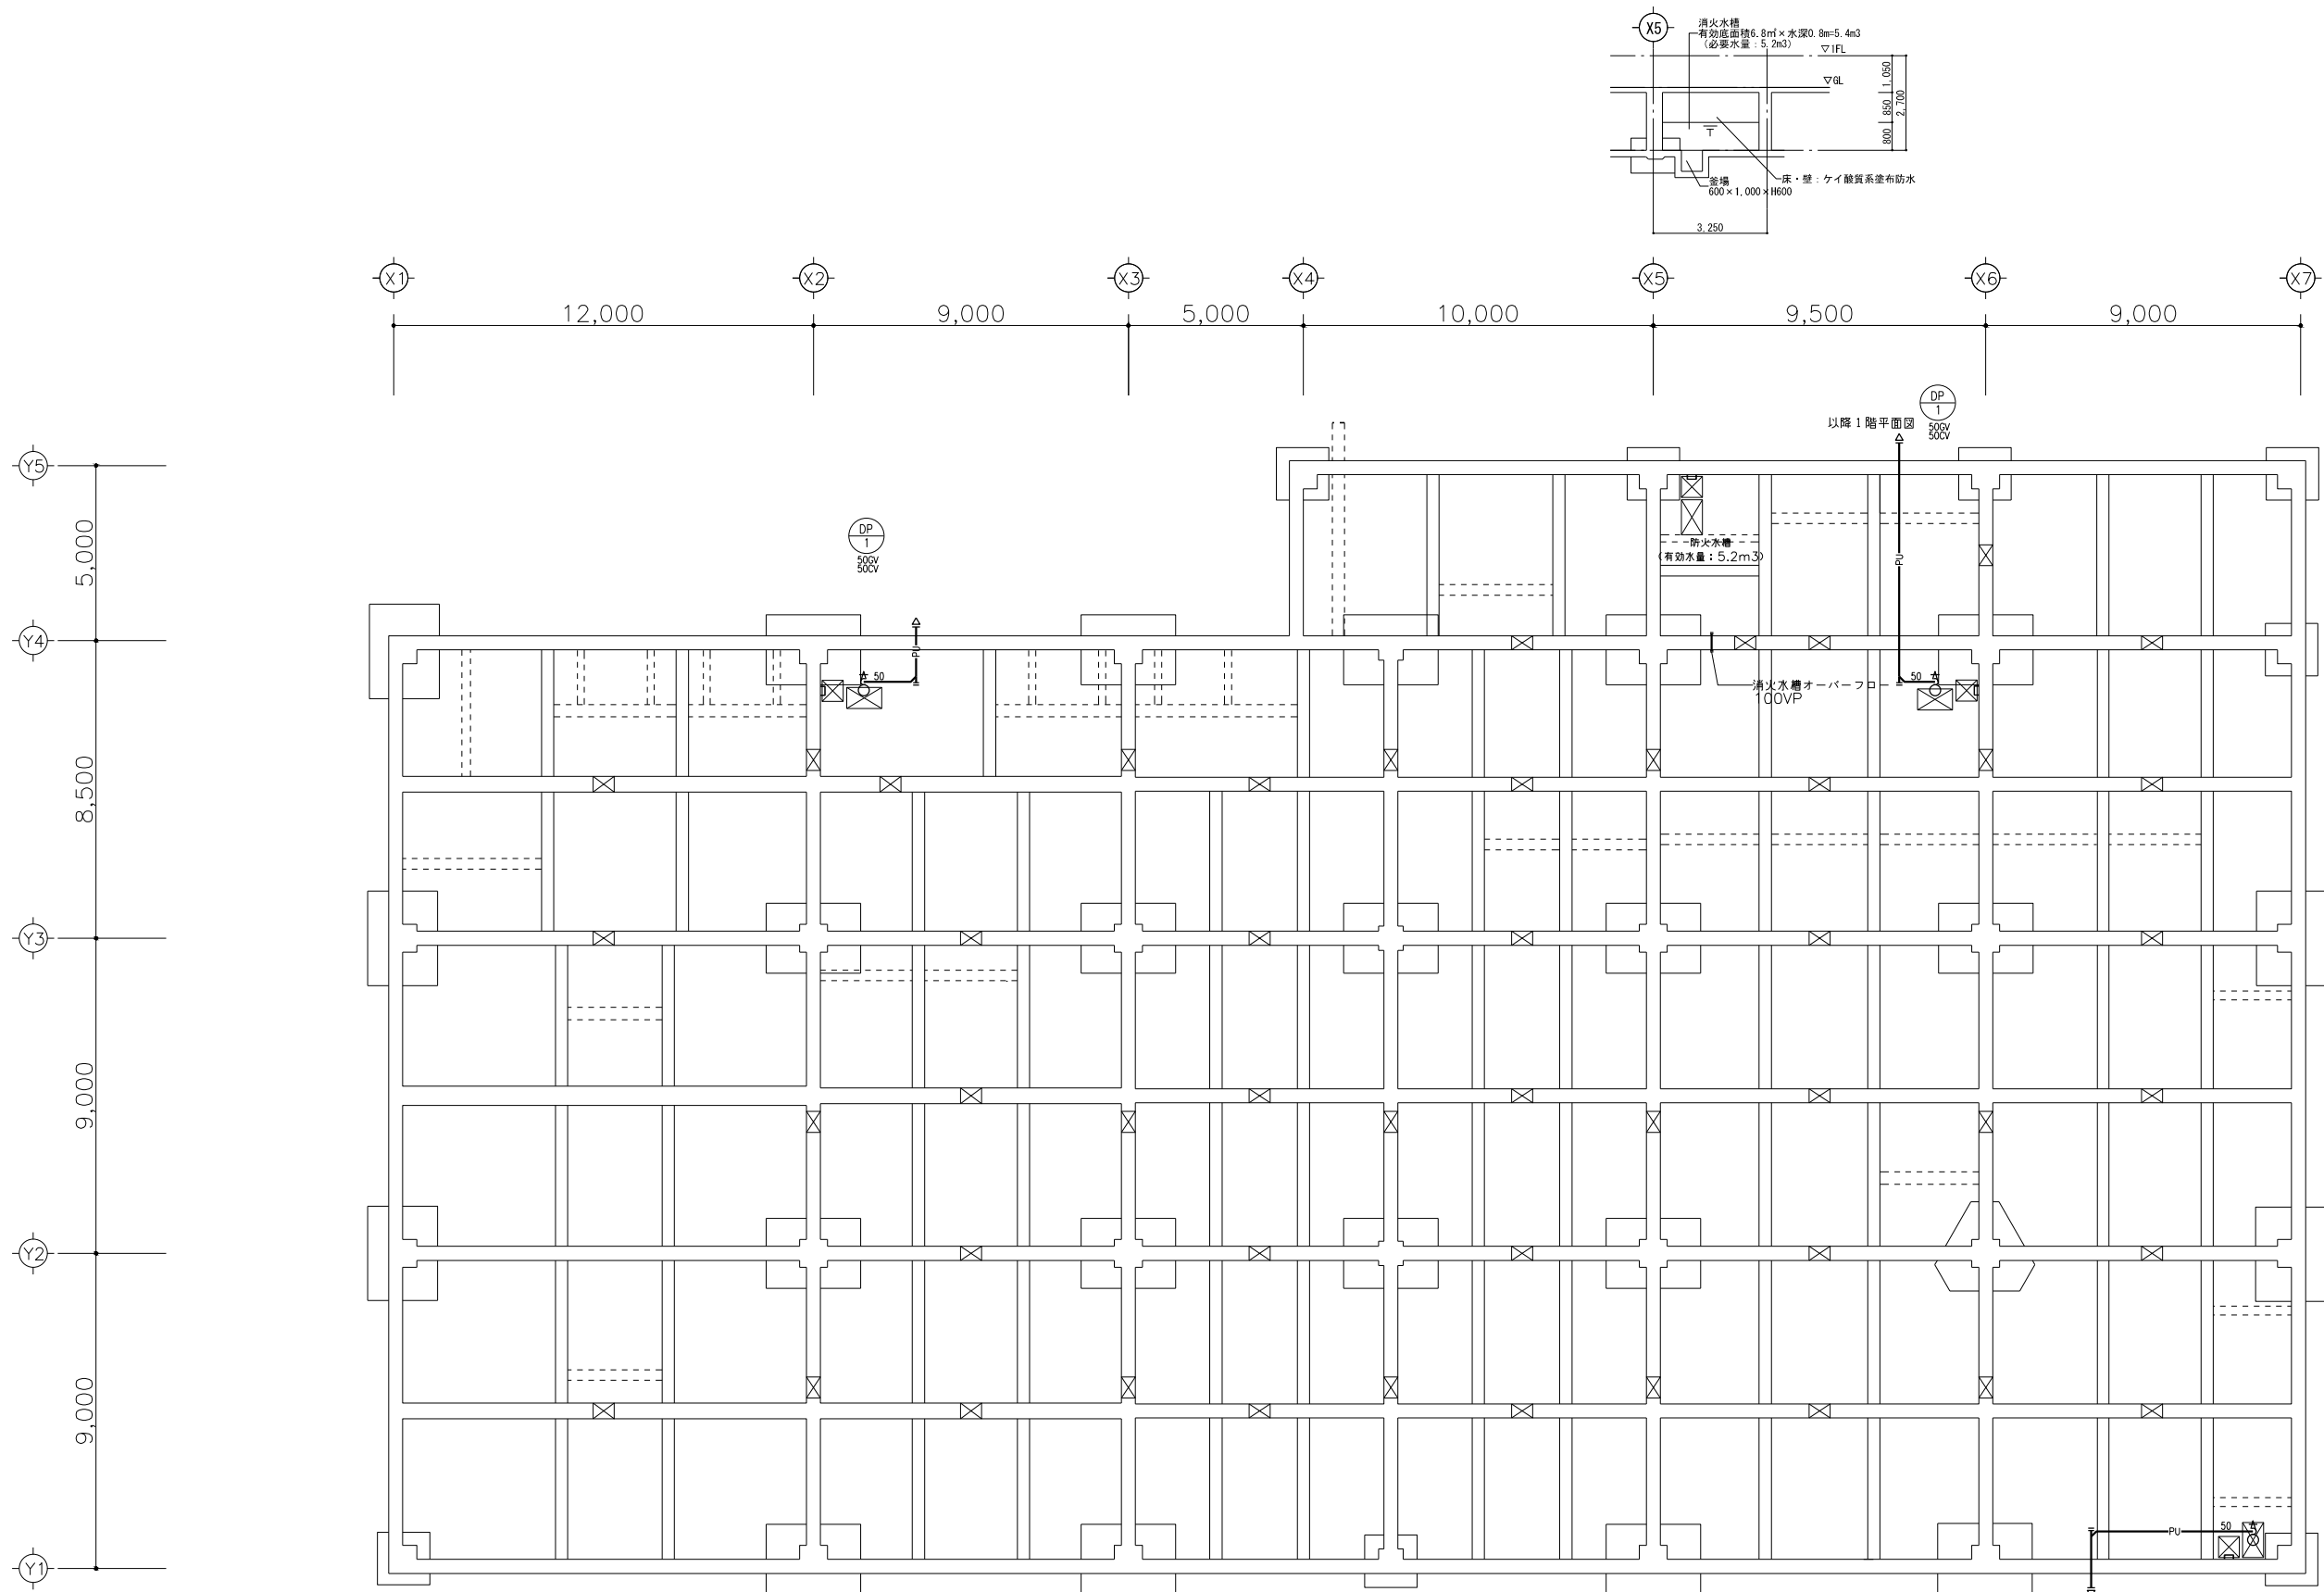 X5
消火水槽
有効底面積6.8㎡×水深0.8m=5.4m3
(必要水量:5.2m3)
▽1FL
▽GL
1,050
850
800
2,700
床・壁:ケイ酸質系塗布防水
釜場
600×1,000×H600
3,250
X1
X2
X3
X4
X5
X6
X7
12,000
9,000
5,000
10,000
9,500
9,000
DP
1
50GV
50CV
以降1階平面図
Y5
5,000
DP
1
50GV
50CV
防火水槽
(有効水量:5.2m3)
PU
Y4
PU
50
50
消火水槽オーバーフロー
100VP
8,500
Y3
9,000
Y2
9,000
50
PU
Y1